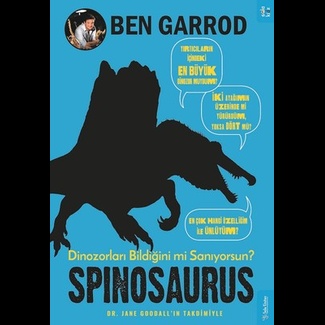 BEN GARROD
YIRTICILARIN
İÇİNDEKİ
EN BÜYÜK
DİNOZOR MUYDUM?
İKİ AYAĞIMIN
ÜZERİNDE Mİ
YÜRÜRDÜM,
YOKSA DÖRT MÜ?
EN ÇOK HANGİ ÖZELLİĞİM
İLE ÜNLÜYÜM?
Dinozorları Bildiğini mi Sanıyorsun?
SPINOSAURUS
DR. JANE GOODALL'IN TAKDİMİYLE